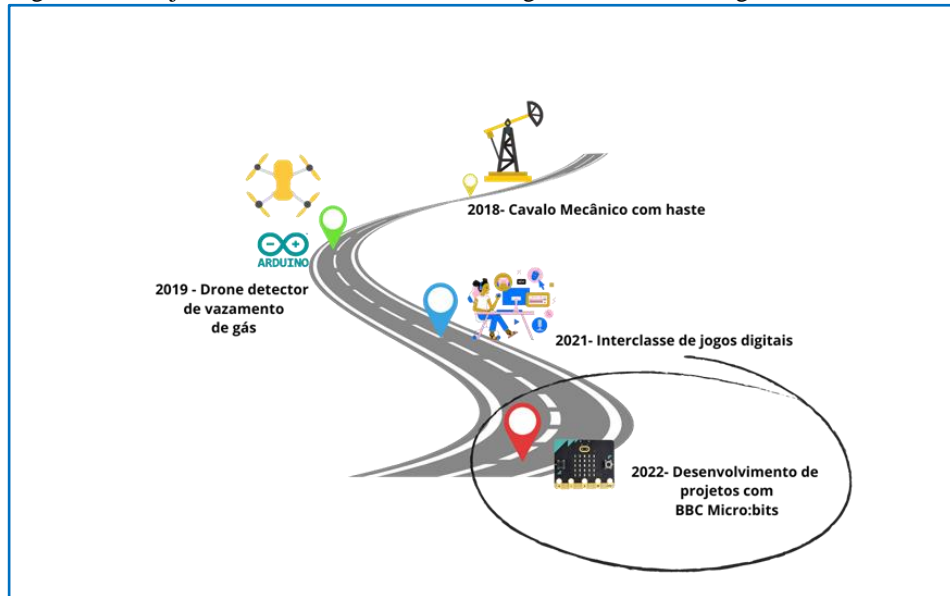 2018- Cavalo Mecânico com haste
ARDUINO
2019 - Drone detector
de vazamento
de gás
2021- Interclasse de jogos digitais
2022- Desenvolvimento de
projetos com
BBC Micro:bits